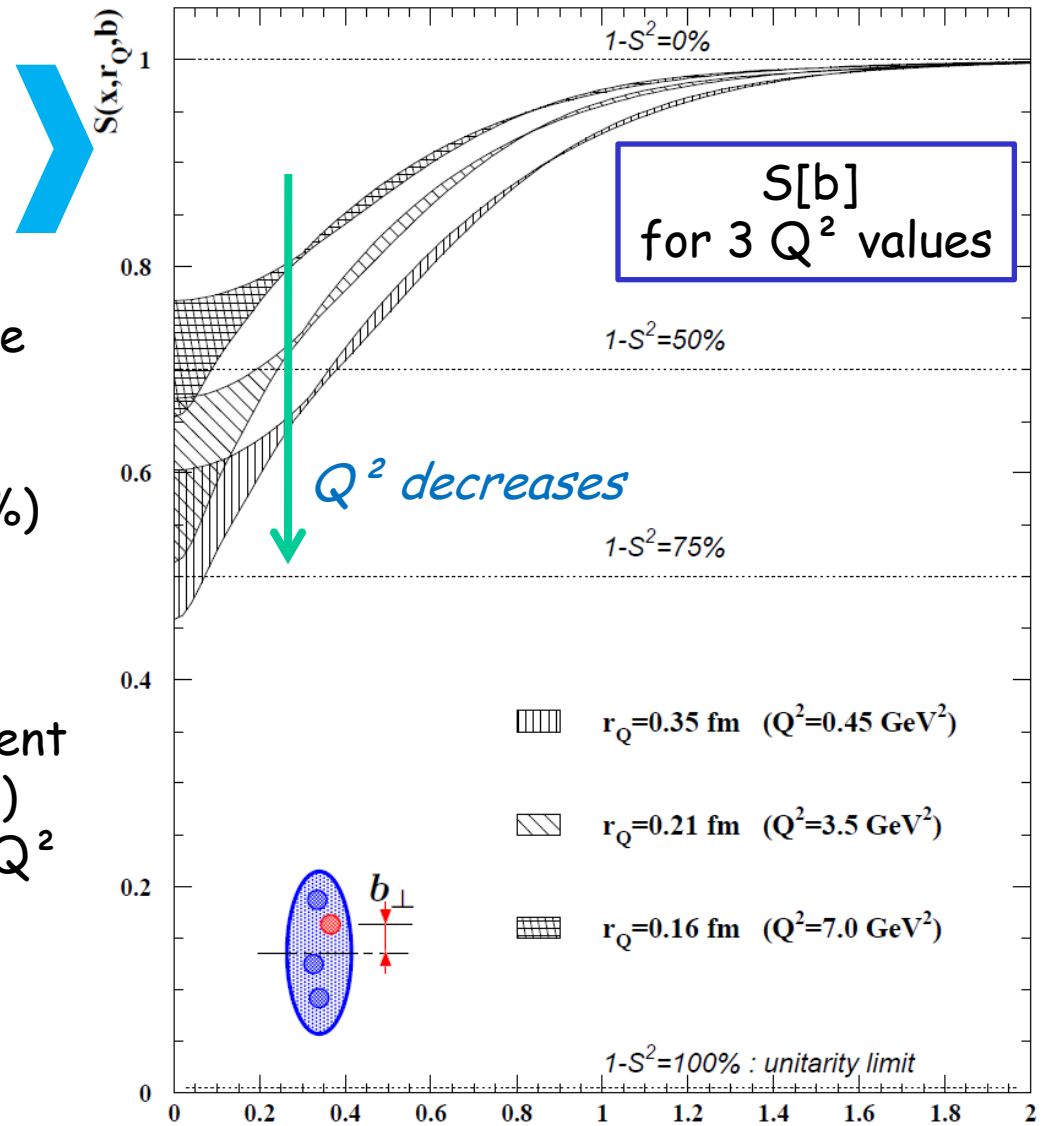 S(x,r_Q,b)
1-S²=0%
1
S[b]
for 3 Q² values
0.8
e
1-S²=50%
0.6
%)
Q² decreases
1-S²=75%
0.4
r_Q=0.35 fm (Q²=0.45 GeV²)
ent
)
r_Q=0.21 fm (Q²=3.5 GeV²)
Q²
0.2
b⊥
r_Q=0.16 fm (Q²=7.0 GeV²)
1-S²=100% : unitarity limit
0
0 0.2 0.4 0.6 0.8 1 1.2 1.4 1.6 1.8 2